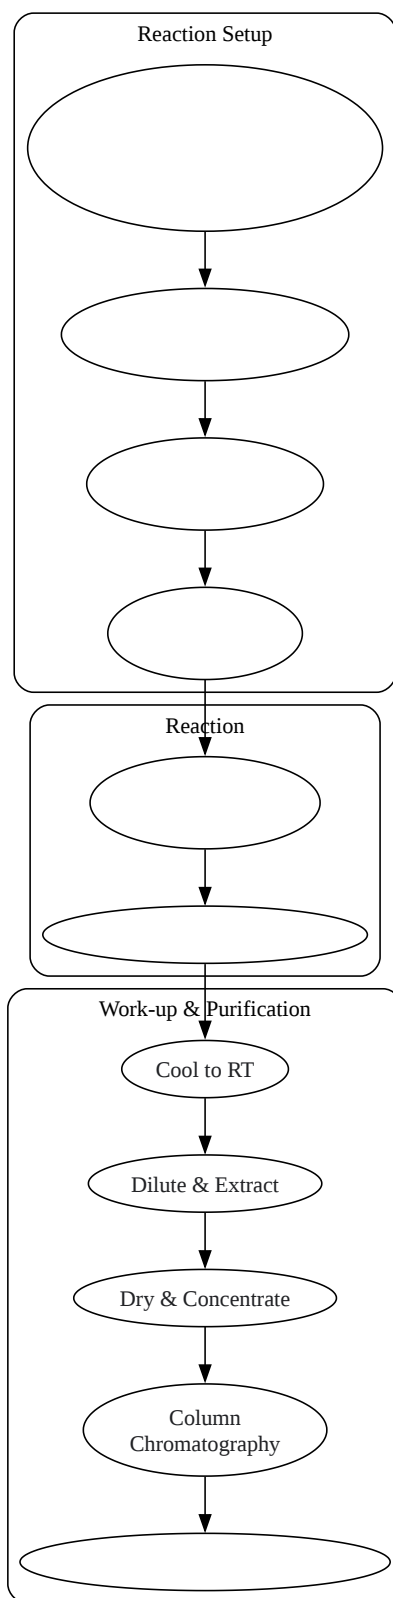 Reaction Setup
Reaction
Work-up & Purification
Cool to RT
Dilute & Extract
Dry & Concentrate
Column
Chromatography